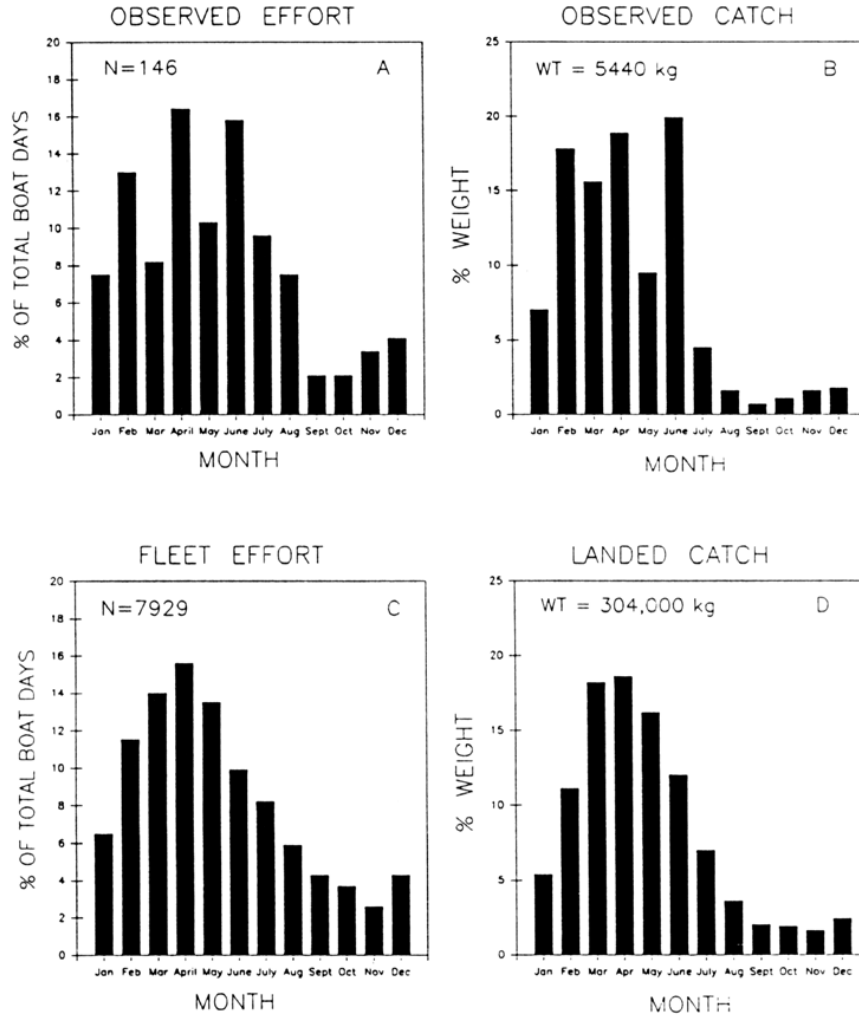 OBSERVED EFFORT
% OF TOTAL BOAT DAYS
20
18
16
14
12
10
8
6
4
2
0
N=146
A
Jan Feb Mar April May June July Aug Sept Oct Nov Dec
MONTH
OBSERVED CATCH
% WEIGHT
25
20
15
10
5
0
WT = 5440 kg
B
Jan Feb Mar Apr May June July Aug Sep Oct Nov Dec
MONTH
FLEET EFFORT
% OF TOTAL BOAT DAYS
20
18
16
14
12
10
8
6
4
2
0
N=7929
C
Jan Feb Mar April May June July Aug Sept Oct Nov Dec
MONTH
LANDED CATCH
% WEIGHT
25
20
15
10
5
0
WT = 304,000 kg
D
Jan Feb Mar Apr May June July Aug Sep Oct Nov Dec
MONTH